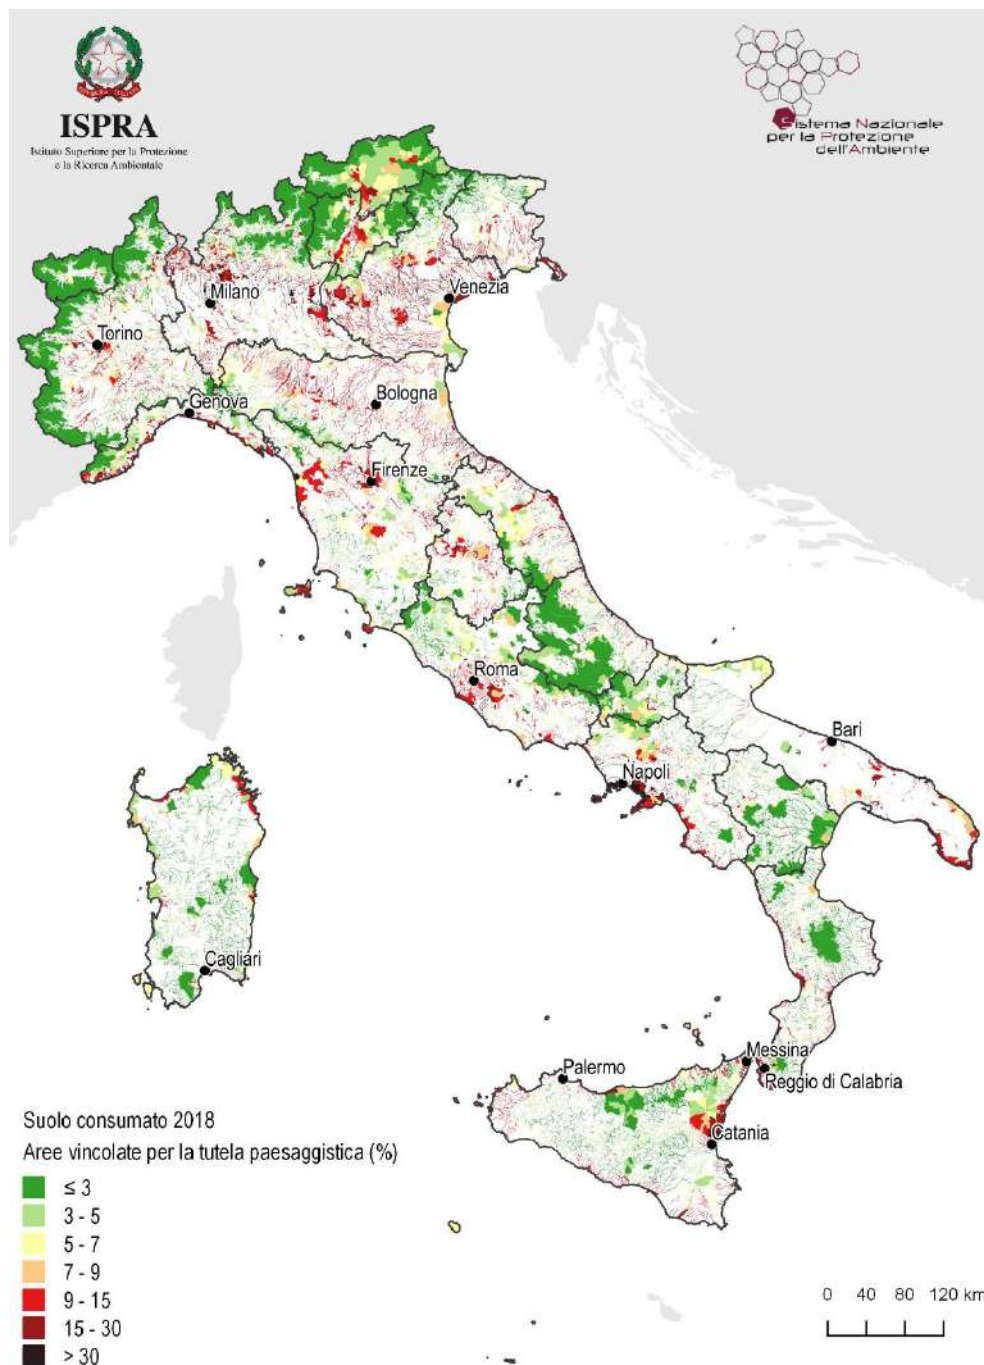 ISPRA
Istituto Superiore per la Protezione
e la Ricerca Ambientale
Sistema Nazionale
per la Protezione
dell'Ambiente
Milano
Venezia
Torino
Genova
Bologna
Firenze
Roma
Bari
Napoli
Cagliari
Messina
Palermo
Reggio di Calabria
Catania
Suolo consumato 2018
Aree vincolate per la tutela paesaggistica (%)
≤ 3
3 - 5
5 - 7
7 - 9
9 - 15
15 - 30
> 30
0 40 80 120 km